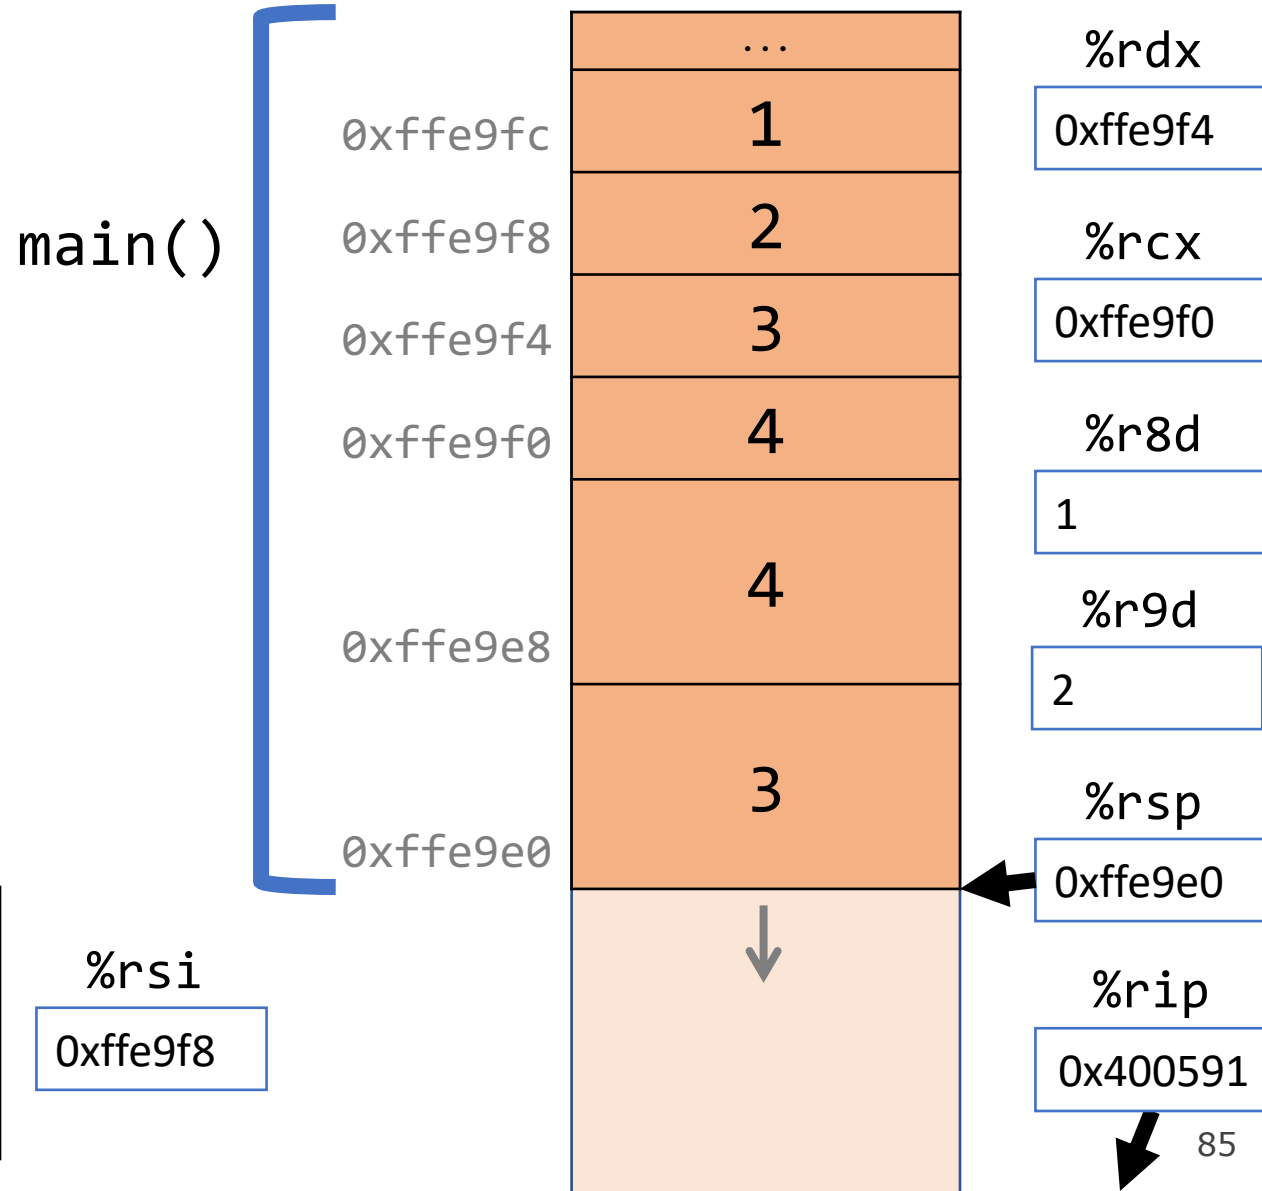 ...
%rdx
0xffe9fc
1
0xffe9f4
main()
0xffe9f8
2
%rcx
0xffe9f4
3
0xffe9f0
0xffe9f0
4
%r8d
1
4
%r9d
0xffe9e8
2
3
%rsp
0xffe9e0
0xffe9e0
%rsi
%rip
0xffe9f8
0x400591
85